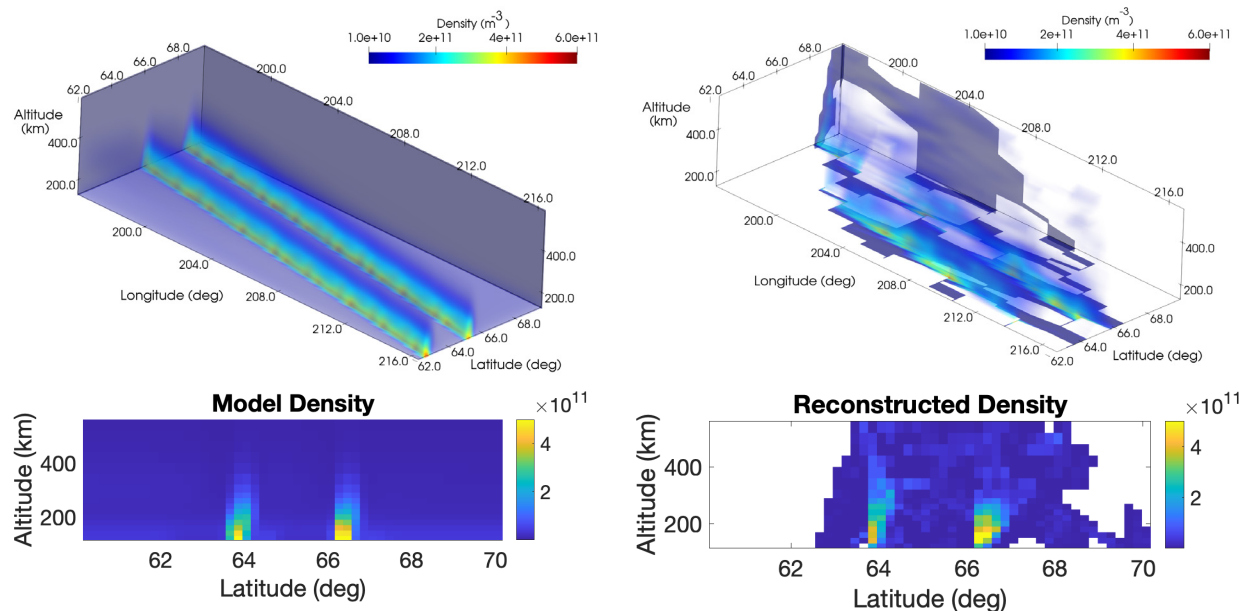 Density (m⁻³)
1.0e+10 2e+11 4e+11 6.0e+11
68.0
66.0
64.0
62.0
200.0
204.0
208.0
212.0
216.0
Altitude
(km)
400.0
200.0
400.0
200.0
200.0
204.0
Longitude (deg)
208.0
212.0
216.0
62.0
64.0
66.0
68.0
Latitude (deg)
Density (m⁻³)
1.0e+10 2e+11 4e+11 6.0e+11
68.0
66.0
64.0
62.0
200.0
204.0
208.0
212.0
216.0
Altitude
(km)
400.0
200.0
400.0
200.0
200.0
204.0
Longitude (deg)
208.0
212.0
216.0
62.0
64.0
66.0
68.0
Latitude (deg)
Model Density
×10¹¹
Altitude (km)
400
200
4
2
62 64 66 68 70
Latitude (deg)
Reconstructed Density
×10¹¹
Altitude (km)
400
200
4
2
62 64 66 68 70
Latitude (deg)